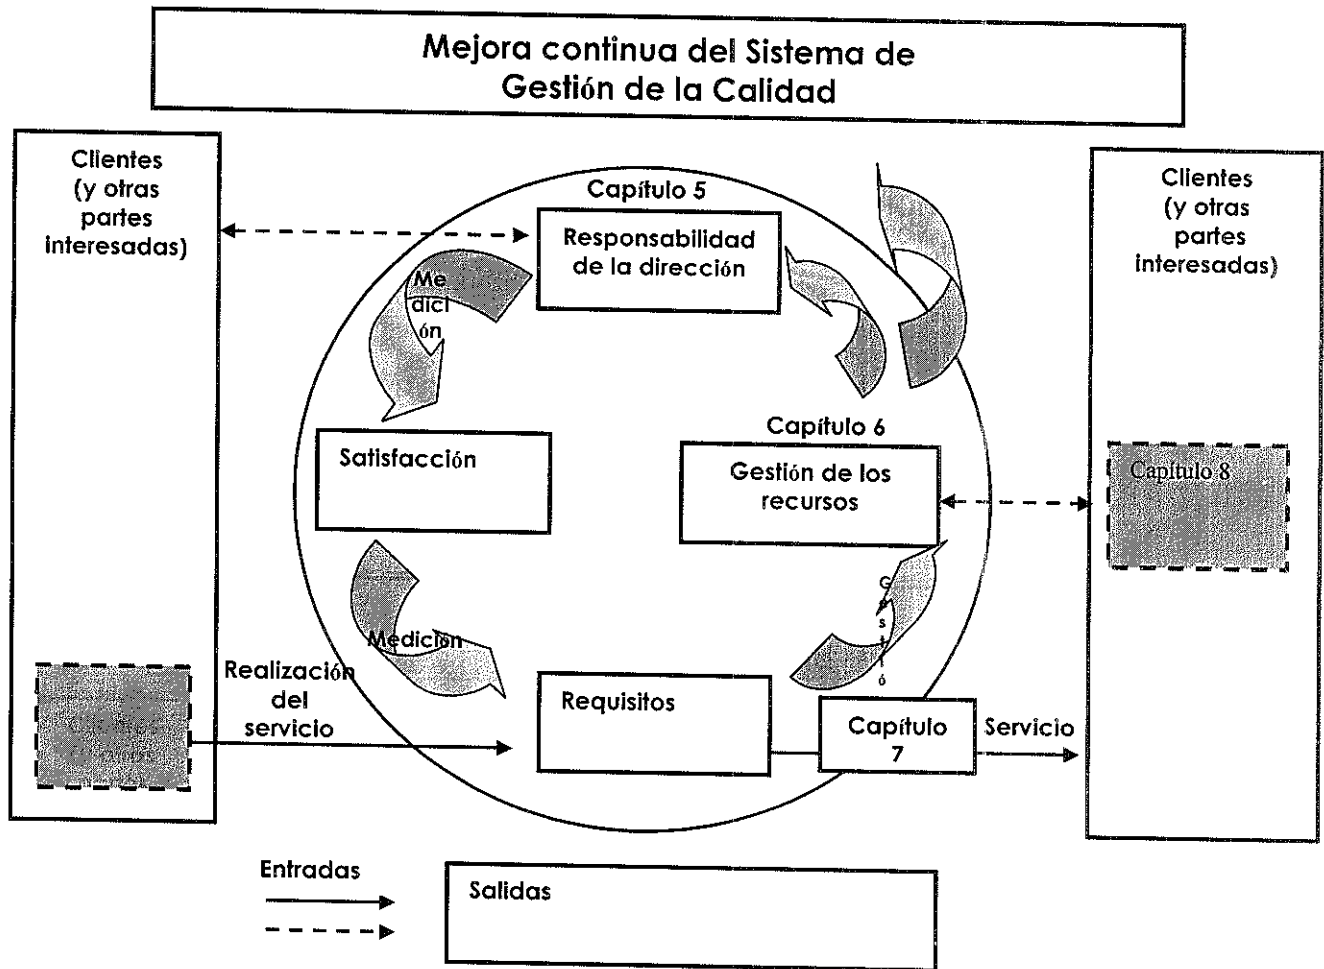 Mejora continua del Sistema de
Gestión de la Calidad
Clientes
(y otras
partes
interesadas)
Capítulo 5
Responsabilidad
de la dirección
Clientes
(y otras
partes
interesadas)
Me
dici
ón
Satisfacción
Capítulo 6
Gestión de los
recursos
Capítulo 8
G
e
s
t
i
ó
Medición
Realización
del
servicio
Requisitos
Capítulo
7
Servicio
Entradas
Salidas